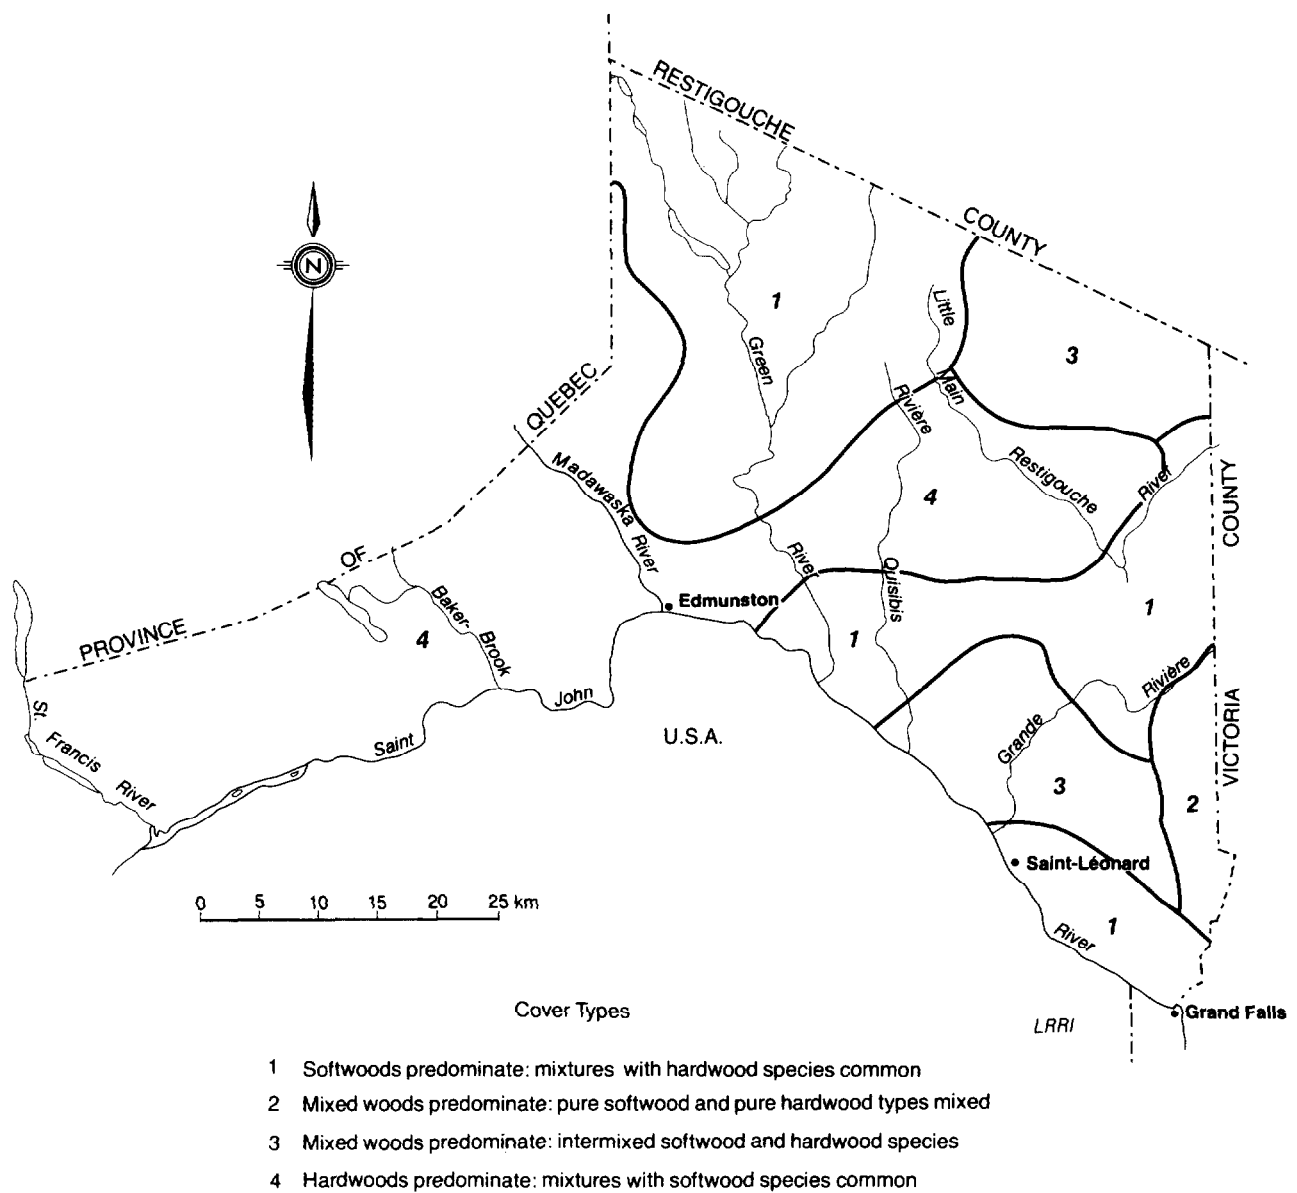 RESTIGOUCHE
COUNTY
N
1
Little
3
Green
Main
QUEBEC
Rivière
Madawaska
Restigouche
River
COUNTY
4
River
River
OF
Quisibis
Edmunston
Baker-
Brook
1
PROVINCE
4
1
Rivière
John
St.
Francis
River
Saint
U.S.A.
Grande
VICTORIA
3
2
Saint-Léonard
0 5 10 15 20 25 km
1
River
Grand Falls
LRRI
Cover Types
1 Softwoods predominate: mixtures with hardwood species common
2 Mixed woods predominate: pure softwood and pure hardwood types mixed
3 Mixed woods predominate: intermixed softwood and hardwood species
4 Hardwoods predominate: mixtures with softwood species common